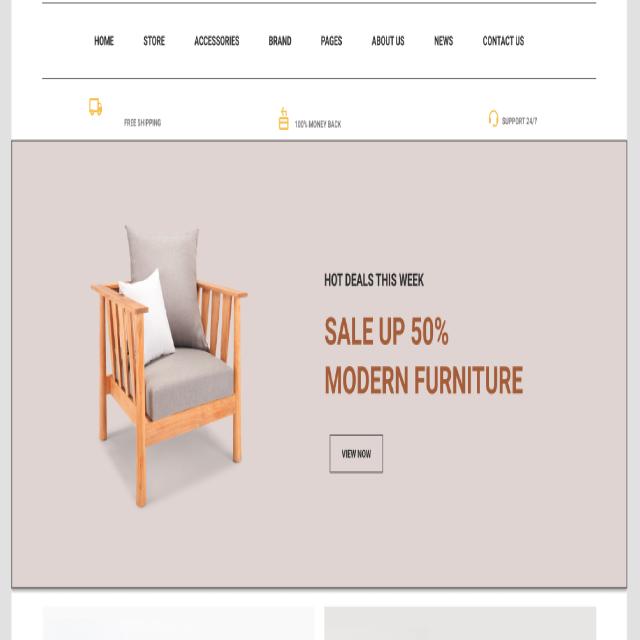 HOME STORE ACCESSORIES BRAND PAGES ABOUT US NEWS CONTACT US
FREE SHIPPING 100% MONEY BACK SUPPORT 24/7
HOT DEALS THIS WEEK
SALE UP 50%
MODERN FURNITURE
VIEW NOW